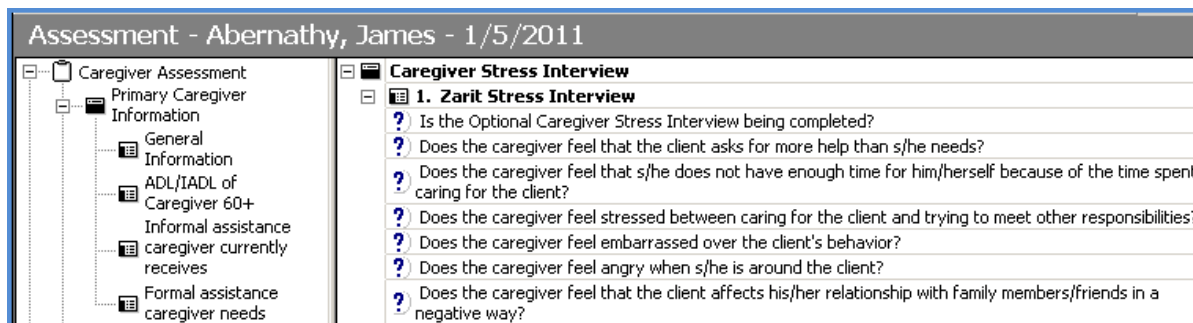 Assessment - Abernathy, James - 1/5/2011
Caregiver Assessment
Primary Caregiver
Information
General
Information
ADL/IADL of
Caregiver 60+
Informal assistance
caregiver currently
receives
Formal assistance
caregiver needs
Caregiver Stress Interview
1. Zarit Stress Interview
Is the Optional Caregiver Stress Interview being completed?
Does the caregiver feel that the client asks for more help than s/he needs?
Does the caregiver feel that s/he does not have enough time for him/herself because of the time spent
caring for the client?
Does the caregiver feel stressed between caring for the client and trying to meet other responsibilities?
Does the caregiver feel embarrassed over the client's behavior?
Does the caregiver feel angry when s/he is around the client?
Does the caregiver feel that the client affects his/her relationship with family members/friends in a
negative way?